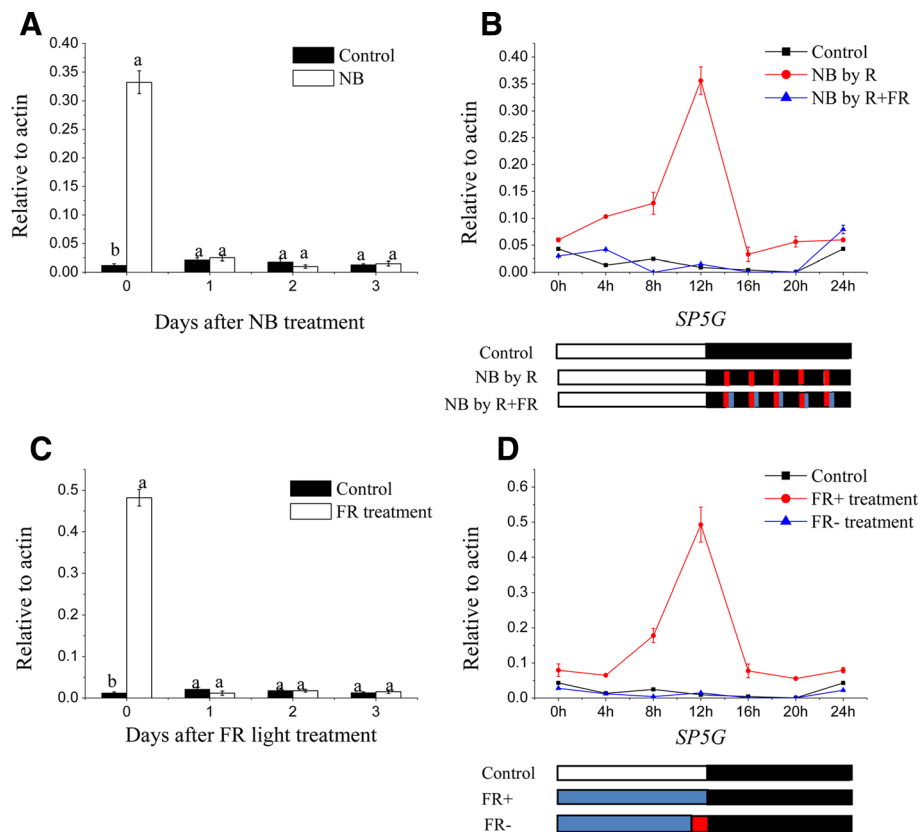 A
0.40
0.35
0.30
0.25
0.20
0.15
0.10
0.05
0.00
Relative to actin
a
b
a a
a a
a a
Control
NB
0 1 2 3
Days after NB treatment
B
0.40
0.35
0.30
0.25
0.20
0.15
0.10
0.05
0.00
Relative to actin
Control
NB by R
NB by R+FR
0h 4h 8h 12h 16h 20h 24h
SP5G
Control
NB by R
NB by R+FR
C
0.5
0.4
0.3
0.2
0.1
0.0
Relative to actin
a
b
a a
a a
a a
Control
FR treatment
0 1 2 3
Days after FR light treatment
D
0.6
0.5
0.4
0.3
0.2
0.1
0.0
Relative to actin
Control
FR+ treatment
FR- treatment
0h 4h 8h 12h 16h 20h 24h
SP5G
Control
FR+
FR-